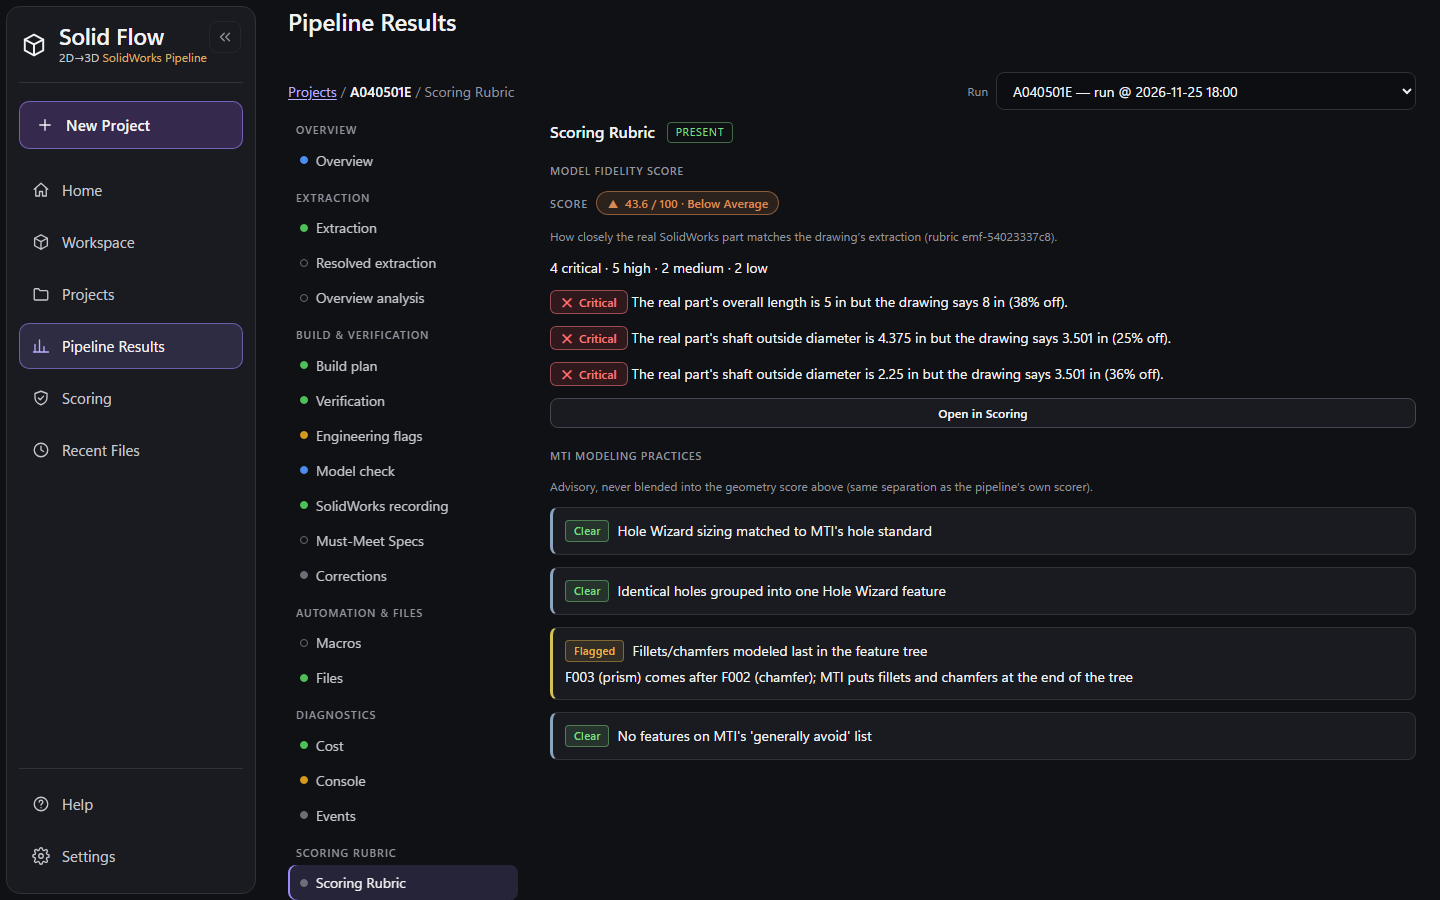 Solid Flow
2D→3D SolidWorks Pipeline
New Project
Home
Workspace
Projects
Pipeline Results
Scoring
Recent Files
Help
Settings
Pipeline Results
Projects / A040501E / Scoring Rubric
Run
A040501E — run @ 2026-11-25 18:00
OVERVIEW
Overview
EXTRACTION
Extraction
Resolved extraction
Overview analysis
BUILD & VERIFICATION
Build plan
Verification
Engineering flags
Model check
SolidWorks recording
Must-Meet Specs
Corrections
AUTOMATION & FILES
Macros
Files
DIAGNOSTICS
Cost
Console
Events
SCORING RUBRIC
Scoring Rubric
Scoring Rubric PRESENT
MODEL FIDELITY SCORE
SCORE 43.6 / 100 · Below Average
How closely the real SolidWorks part matches the drawing's extraction (rubric emf-54023337c8).
4 critical · 5 high · 2 medium · 2 low
Critical The real part's overall length is 5 in but the drawing says 8 in (38% off).
Critical The real part's shaft outside diameter is 4.375 in but the drawing says 3.501 in (25% off).
Critical The real part's shaft outside diameter is 2.25 in but the drawing says 3.501 in (36% off).
Open in Scoring
MTI MODELING PRACTICES
Advisory, never blended into the geometry score above (same separation as the pipeline's own scorer).
Clear Hole Wizard sizing matched to MTI's hole standard
Clear Identical holes grouped into one Hole Wizard feature
Flagged Fillets/chamfers modeled last in the feature tree
F003 (prism) comes after F002 (chamfer); MTI puts fillets and chamfers at the end of the tree
Clear No features on MTI's 'generally avoid' list